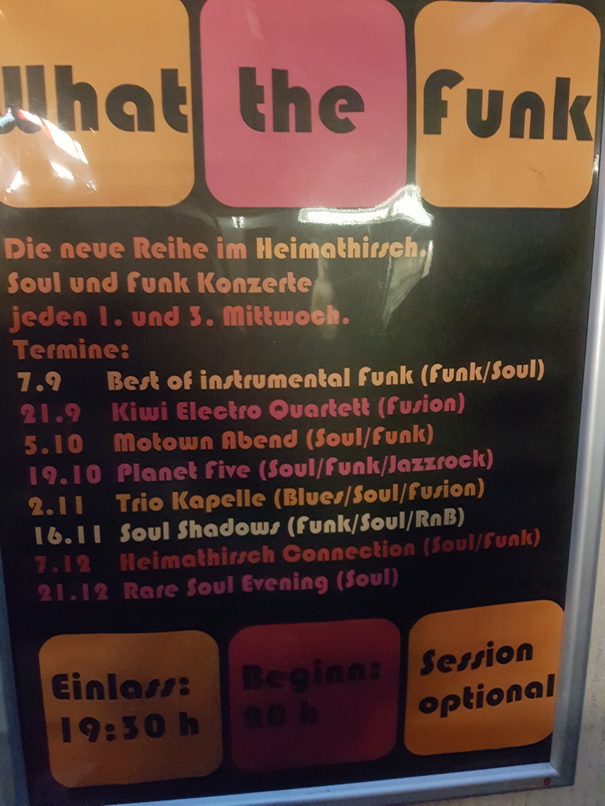 What the Funk
Die neue Reihe im Heimathirsch.
Soul und Funk Konzerte
jeden 1. und 3. Mittwoch.
Termine:
7.9 Best of instrumental Funk (Funk/Soul)
21.9 Kiwi Electro Quartett (Fusion)
5.10 Motown Abend (Soul/Funk)
19.10 Planet Five (Soul/Funk/Jazzrock)
2.11 Trio Kapelle (Blues/Soul/Fusion)
16.11 Soul Shadows (Funk/Soul/RnB)
7.12 Heimathirsch Connection (Soul/Funk)
21.12 Rare Soul Evening (Soul)
Einlass:
19:30 h
Beginn:
20 h
Session
optional